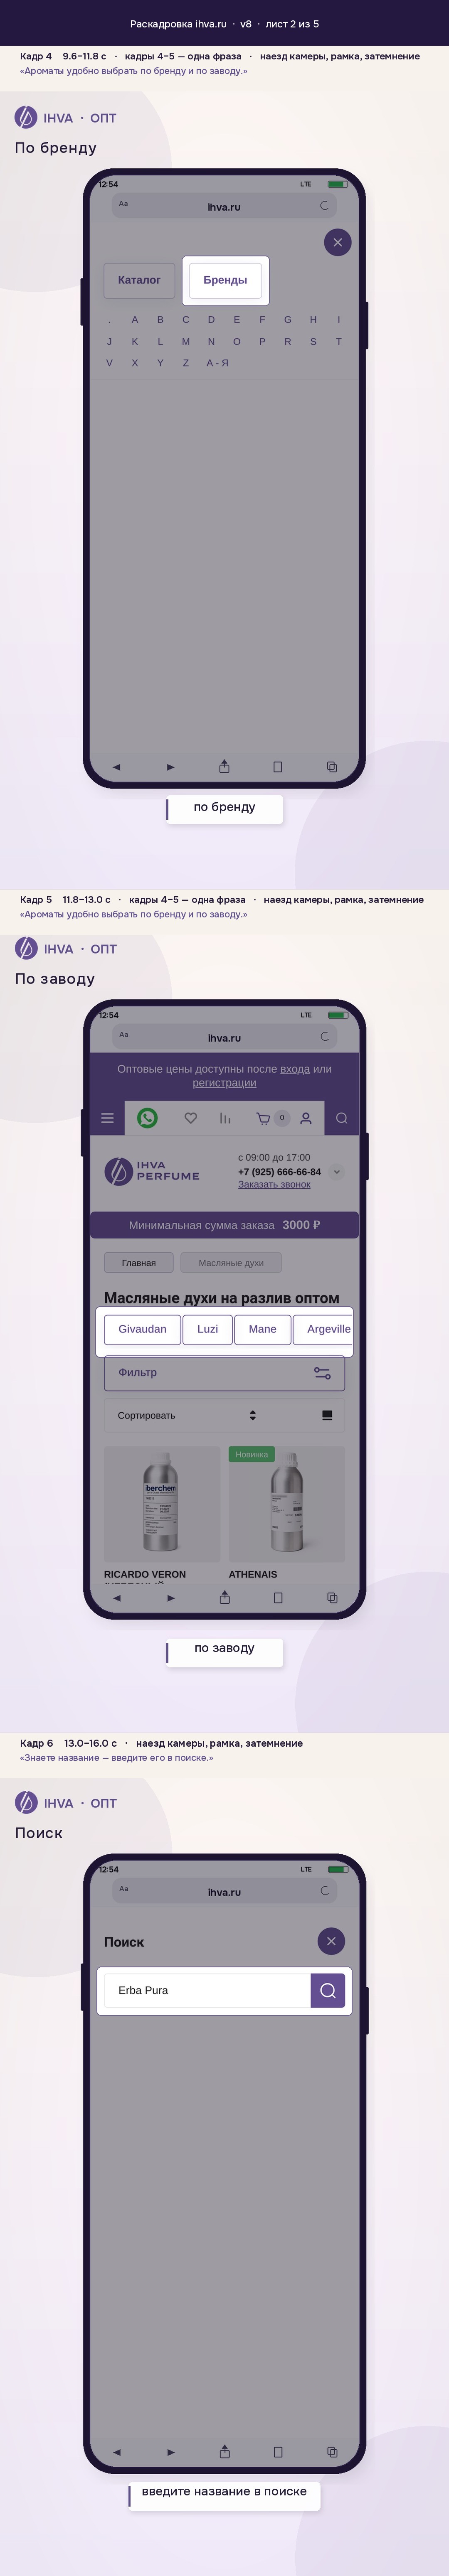 Раскадровка ihva.ru · v8 · лист 2 из 5
Кадр 4 9.6–11.8 с · кадры 4–5 — одна фраза · наезд камеры, рамка, затемнение
«Ароматы удобно выбрать по бренду и по заводу.»
IHVA · ОПТ
По бренду
12:54 LTE
Aa ihva.ru
Каталог Бренды
. A B C D E F G H I
J K L M N O P R S T
V X Y Z А - Я
по бренду
Кадр 5 11.8–13.0 с · кадры 4–5 — одна фраза · наезд камеры, рамка, затемнение
«Ароматы удобно выбрать по бренду и по заводу.»
IHVA · ОПТ
По заводу
12:54 LTE
Aa ihva.ru
Оптовые цены доступны после входа или
регистрации
0
IHVA
PERFUME
с 09:00 до 17:00
+7 (925) 666-66-84
Заказать звонок
Минимальная сумма заказа 3000 ₽
Главная Масляные духи
Масляные духи на разлив оптом
Givaudan Luzi Mane Argeville
Фильтр
Сортировать
iberchem
Новинка
RICARDO VERON ATHENAIS
по заводу
Кадр 6 13.0–16.0 с · наезд камеры, рамка, затемнение
«Знаете название — введите его в поиске.»
IHVA · ОПТ
Поиск
12:54 LTE
Aa ihva.ru
Поиск
Erba Pura
введите название в поиске